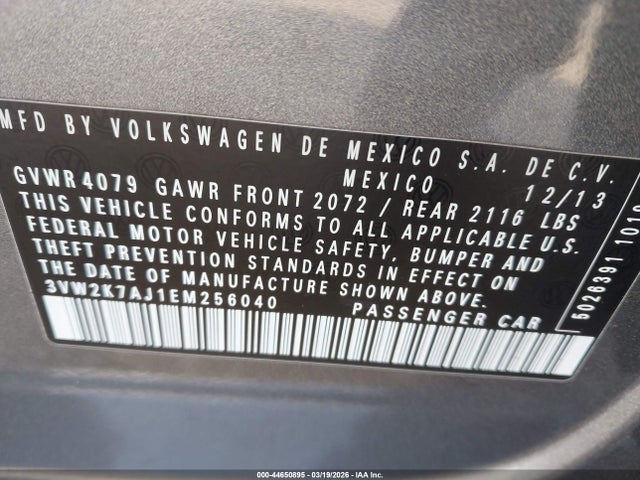 MFD BY VOLKSWAGEN DE MEXICO S.A. DE C.V.
MEXICO 12/13
GVWR 4079 GAWR FRONT 2072 / REAR 2116 LBS
THIS VEHICLE CONFORMS TO ALL APPLICABLE U.S.
FEDERAL MOTOR VEHICLE SAFETY, BUMPER AND
THEFT PREVENTION STANDARDS IN EFFECT ON
THE DATE OF MANUFACTURE SHOWN ABOVE.
3VW2K7AJ1EM256040 PASSENGER CAR
5026391
000-44650895 - 03/19/2026 - IAA Inc.